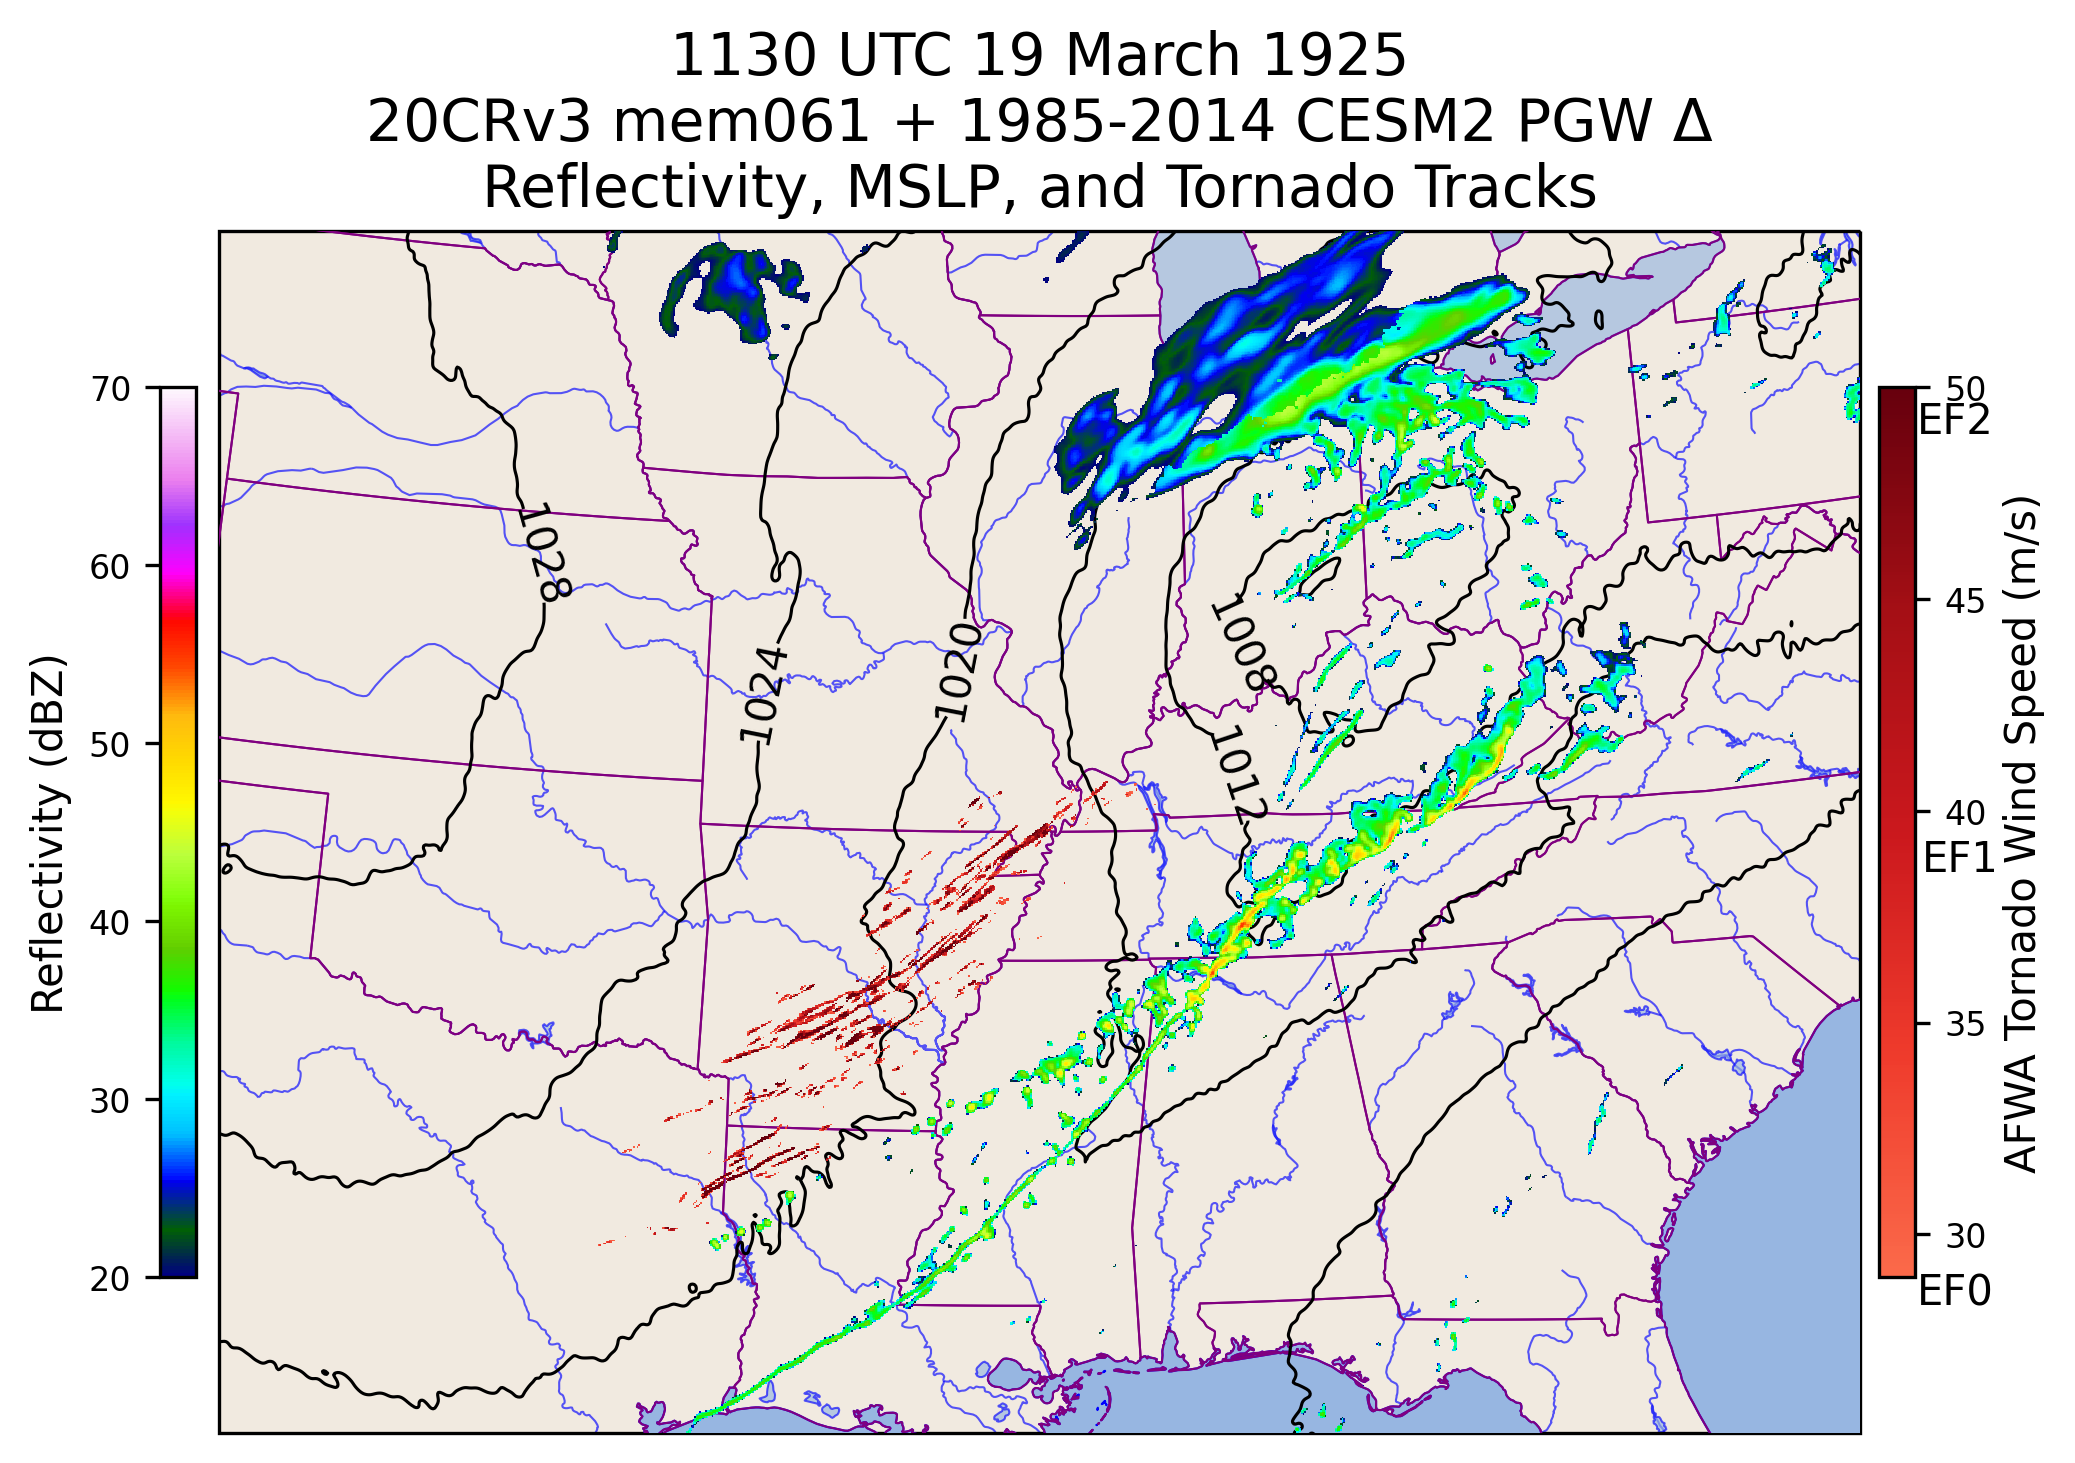 1130 UTC 19 March 1925
20CRv3 mem061 + 1985-2014 CESM2 PGW Δ
Reflectivity, MSLP, and Tornado Tracks
70
60
50
40
30
20
Reflectivity (dBZ)
1028
1024
1020
1008
1012
50
EF2
45
40
EF1
35
30
EF0
AFWA Tornado Wind Speed (m/s)